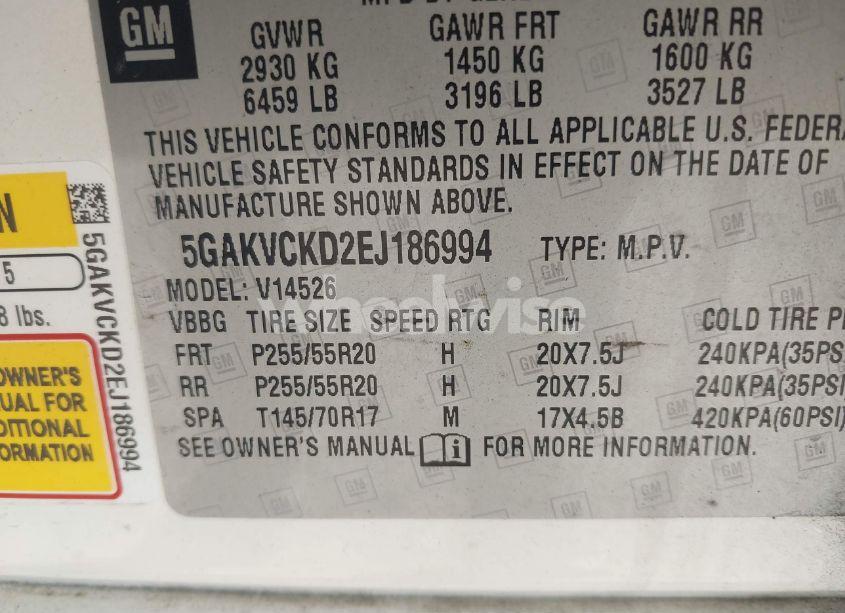 GM
GVWR GAWR FRT GAWR RR
2930 KG 1450 KG 1600 KG
6459 LB 3196 LB 3527 LB
THIS VEHICLE CONFORMS TO ALL APPLICABLE U.S. FEDERA
VEHICLE SAFETY STANDARDS IN EFFECT ON THE DATE OF
MANUFACTURE SHOWN ABOVE.
5GAKVCKD2EJ186994 TYPE: M.P.V.
MODEL: V14526
wheelwise
VBBG TIRE SIZE SPEED RTG RIM COLD TIRE P
FRT P255/55R20 H 20X7.5J 240KPA(35PS
RR P255/55R20 H 20X7.5J 240KPA(35PSI
SPA T145/70R17 M 17X4.5B 420KPA(60PSI)
SEE OWNER'S MANUAL i FOR MORE INFORMATION.
N
5
8 lbs.
OWNER'S
UAL FOR
DITIONAL
ORMATION
5GAKVCKD2EJ186994